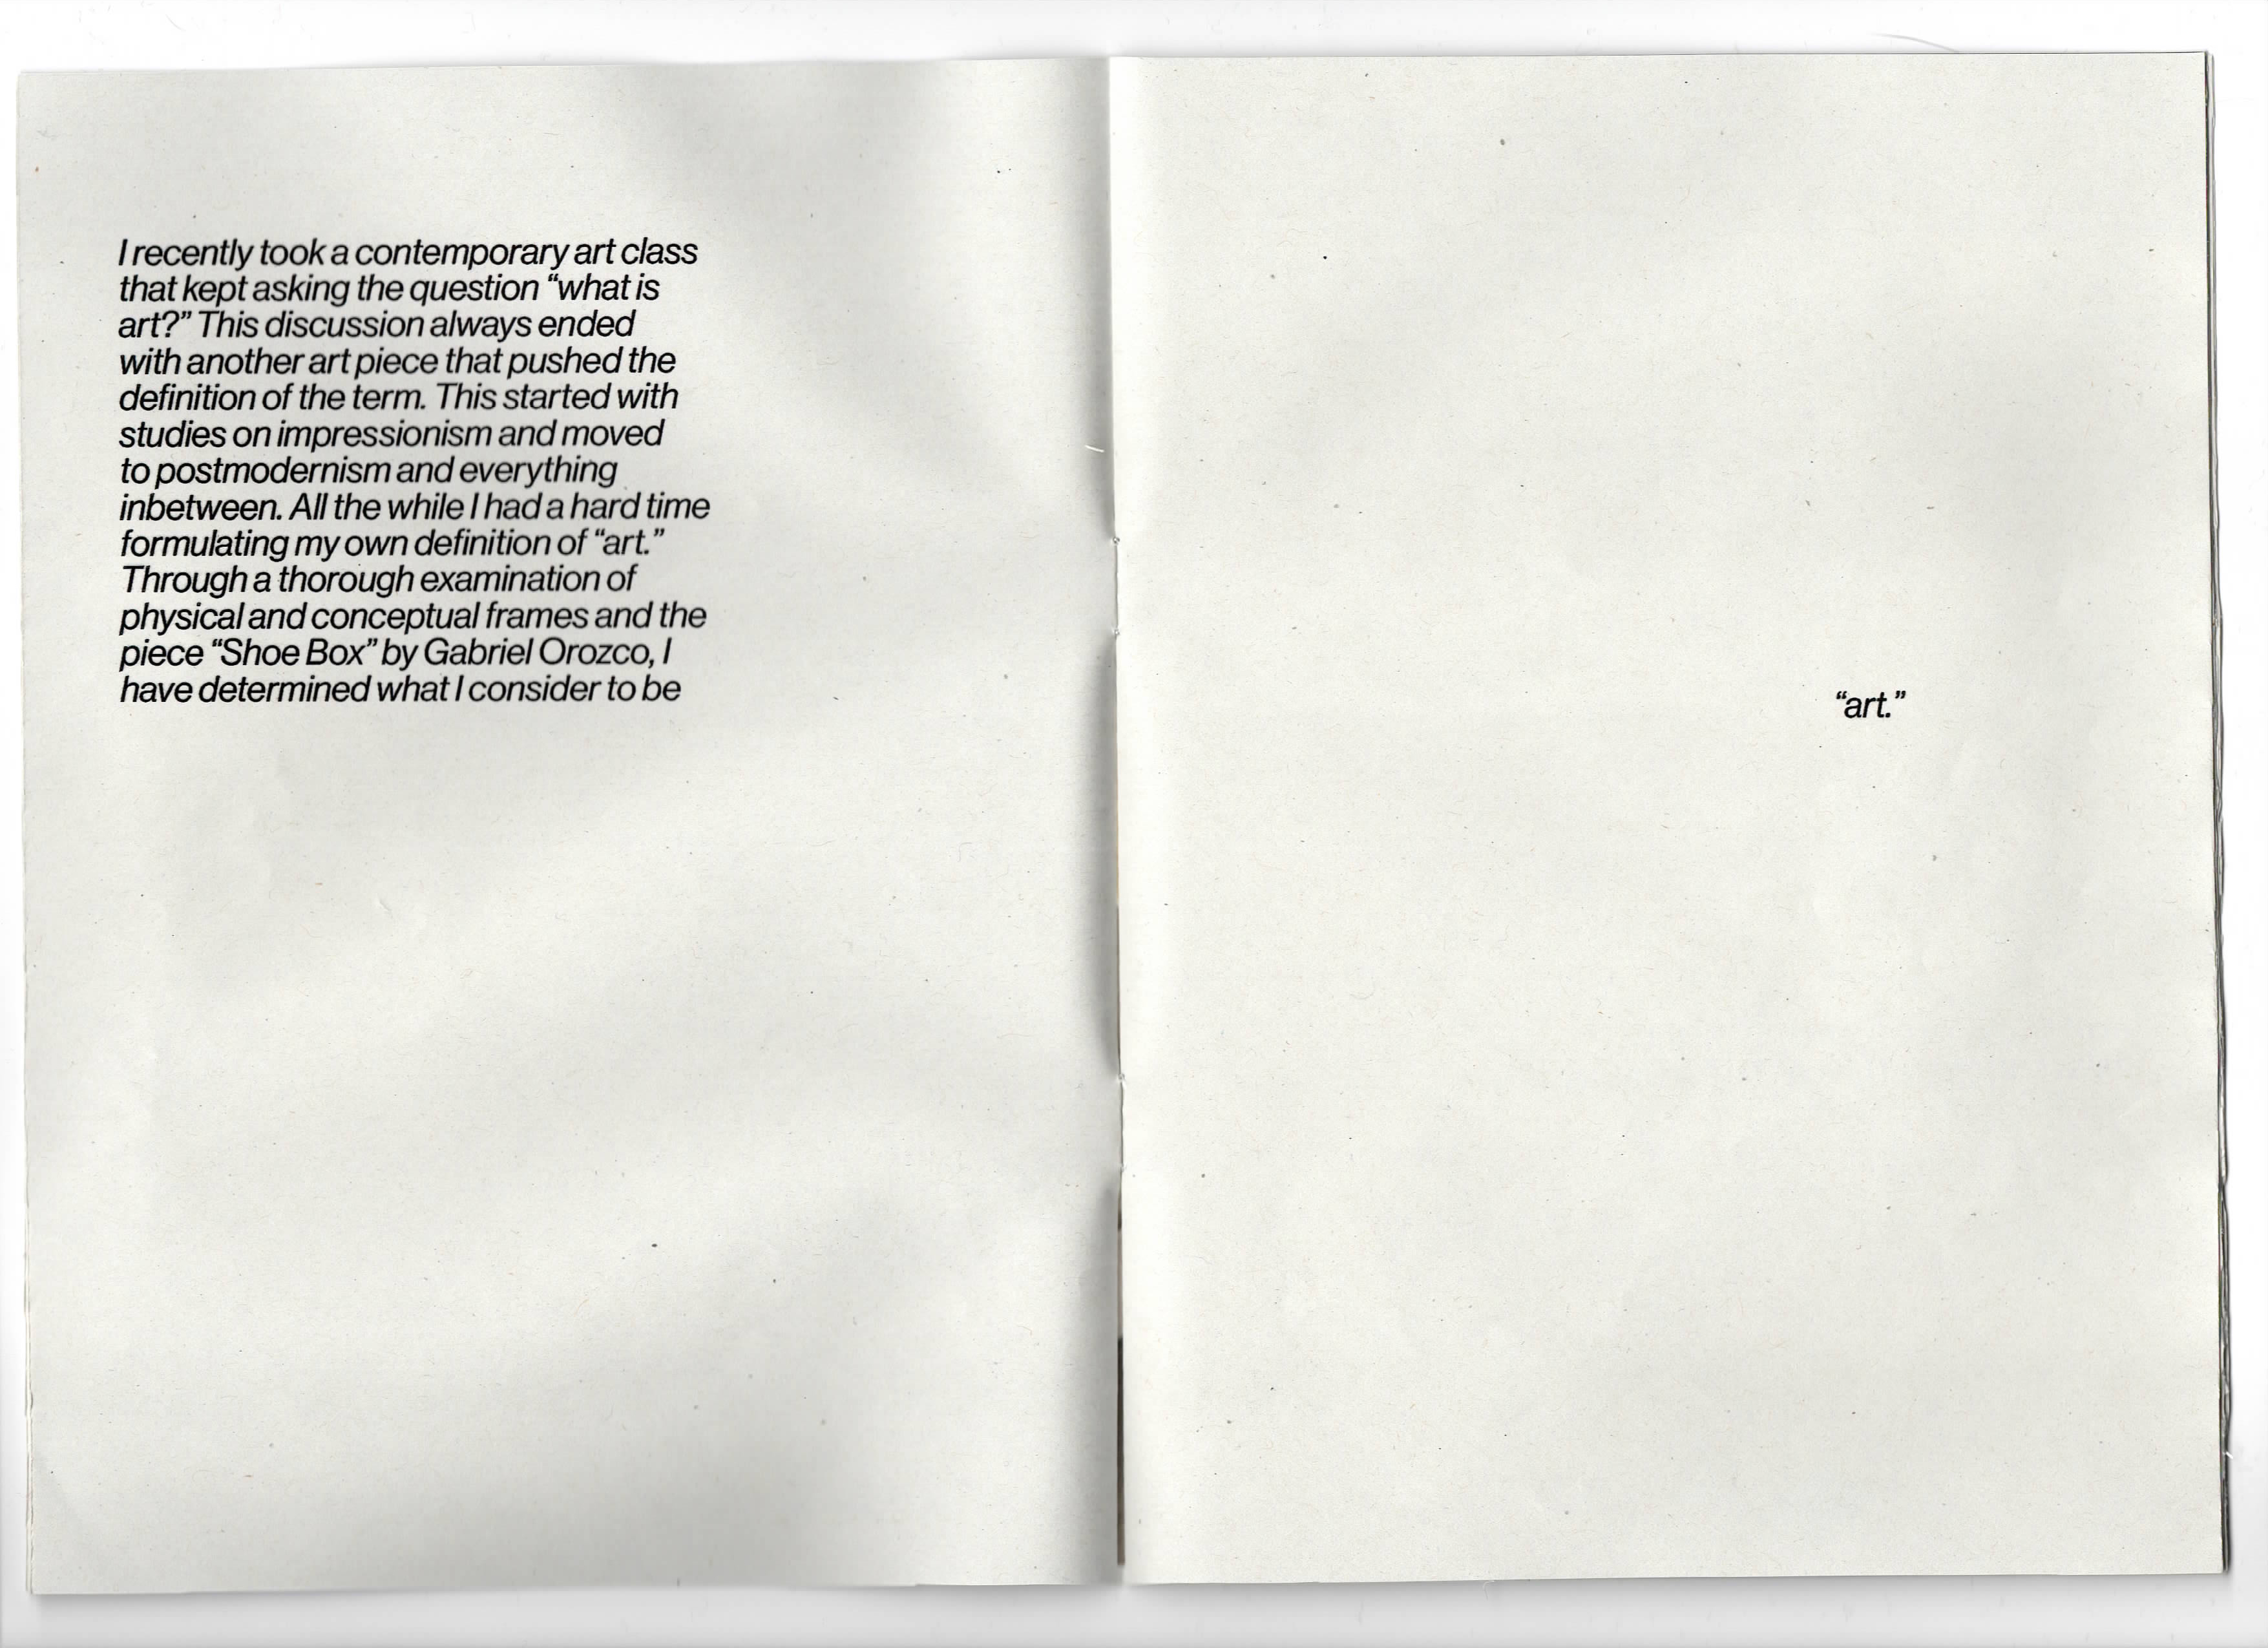 I recently took a contemporary art class
that kept asking the question “what is
art?” This discussion always ended
with another art piece that pushed the
definition of the term. This started with
studies on impressionism and moved
to postmodernism and everything
inbetween. All the while I had a hard time
formulating my own definition of “art.”
Through a thorough examination of
physical and conceptual frames and the
piece “Shoe Box” by Gabriel Orozco, I
have determined what I consider to be
“art.”